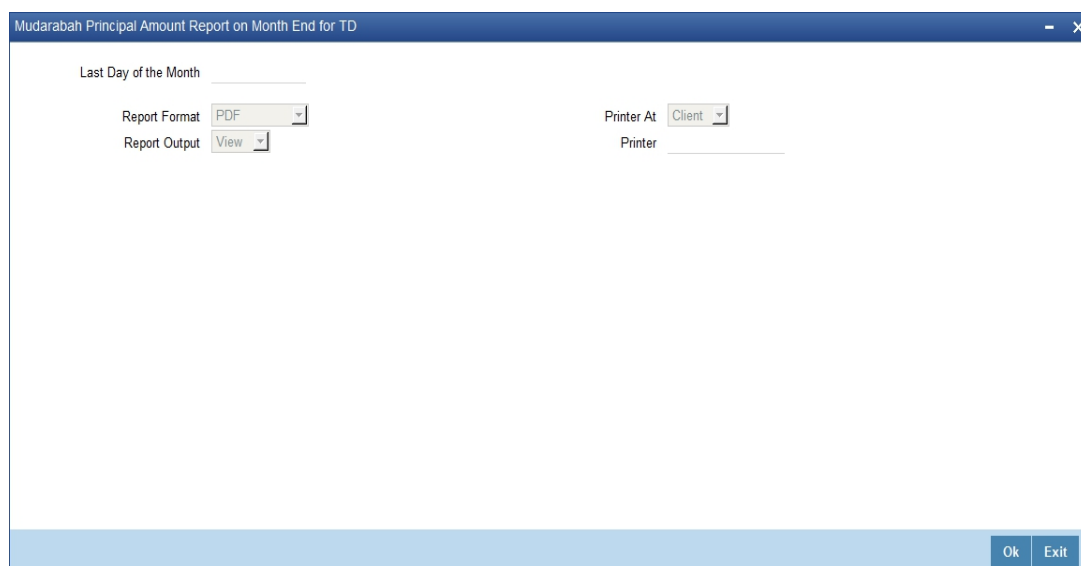 Mudarabah Principal Amount Report on Month End for TD
Last Day of the Month
Report Format PDF Printer At Client
Report Output View Printer
Ok Exit